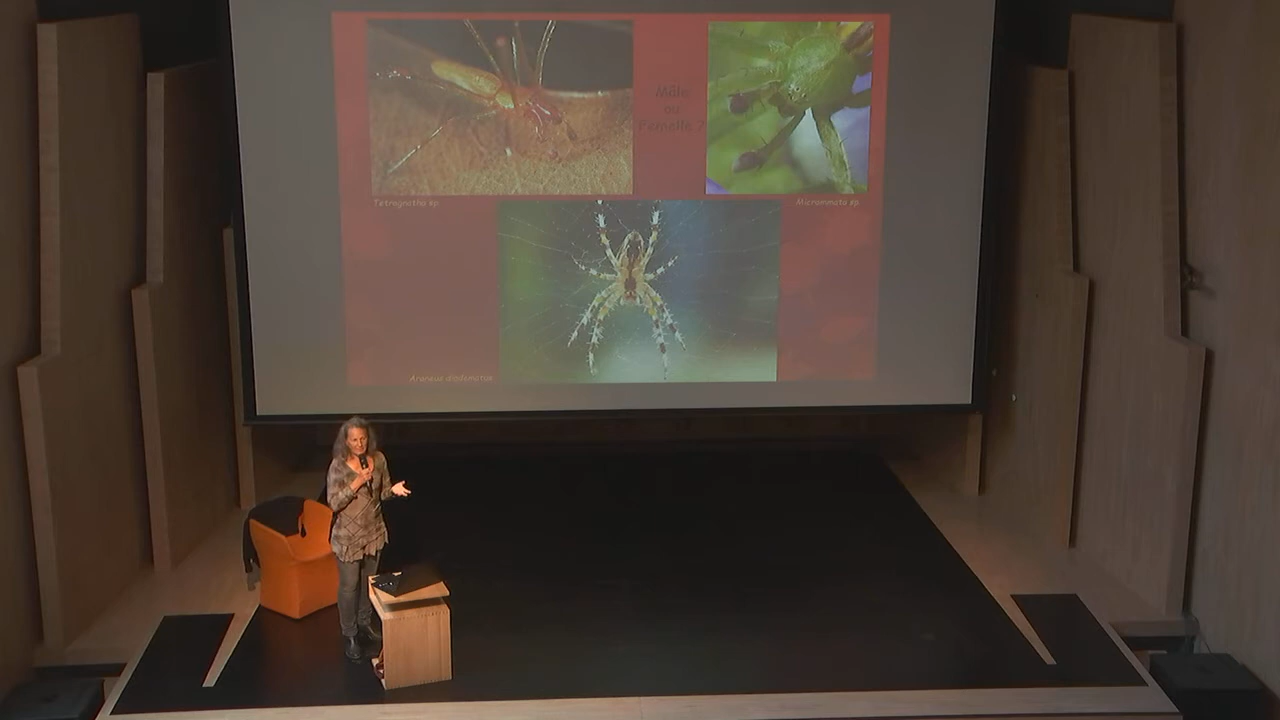 Mâle
ou
Femelle ?
Tetragnatha sp.
Micrommata sp.
Araneus diadematus